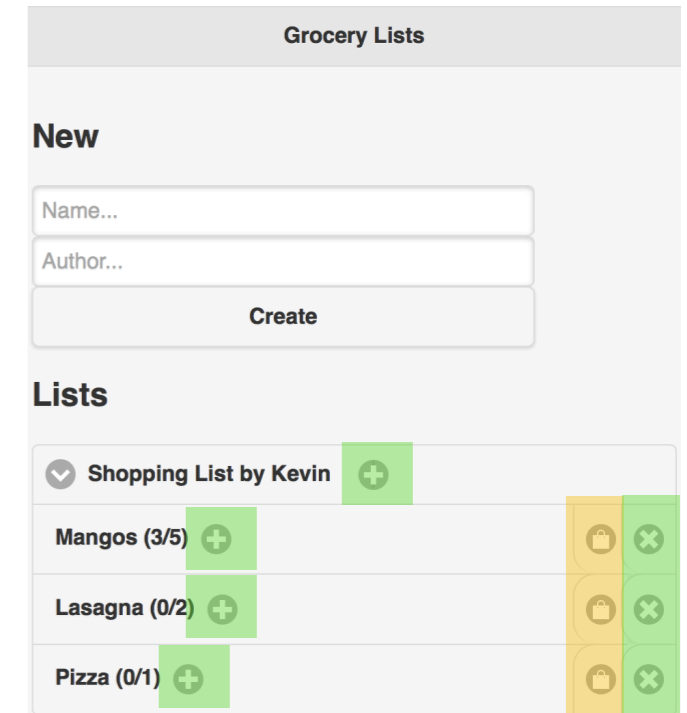 Grocery Lists
New
Name...
Author...
Create
Lists
Shopping List by Kevin
Mangos (3/5)
Lasagna (0/2)
Pizza (0/1)